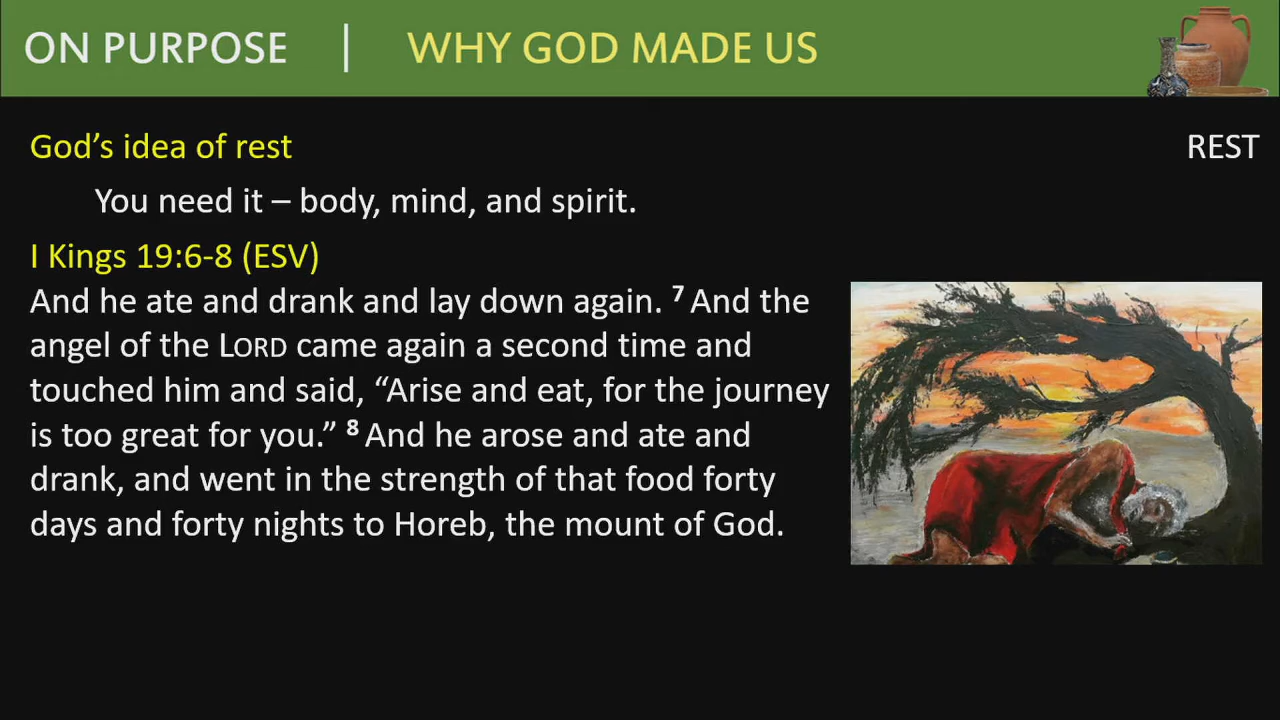 ON PURPOSE | WHY GOD MADE US
God’s idea of rest
REST
You need it – body, mind, and spirit.
I Kings 19:6-8 (ESV)
And he ate and drank and lay down again. ⁷ And the
angel of the LORD came again a second time and
touched him and said, “Arise and eat, for the journey
is too great for you.” ⁸ And he arose and ate and
drank, and went in the strength of that food forty
days and forty nights to Horeb, the mount of God.